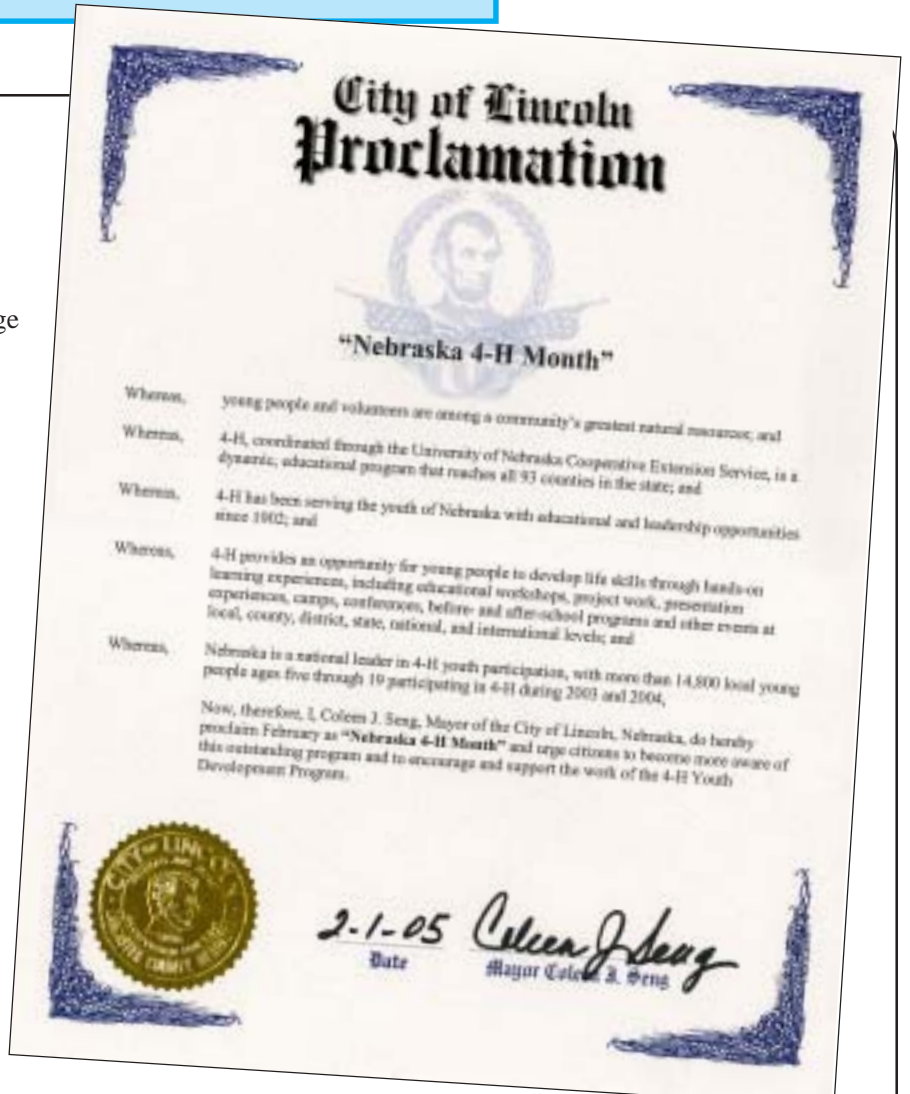 ge
City of Lincoln
Proclamation
“Nebraska 4-H Month”
Whereas, young people and volunteers are among a community's greatest natural resources; and
Whereas, 4-H, coordinated through the University of Nebraska Cooperative Extension Service, is a
dynamic, educational program that reaches all 93 counties in the state; and
Whereas, 4-H has been serving the youth of Nebraska with educational and leadership opportunities
since 1902; and
Whereas, 4-H provides an opportunity for young people to develop life skills through hands-on
learning experiences, including educational workshops, project work, presentation
experiences, camps, conferences, before- and after-school programs and other events at
local, county, district, state, national, and international levels; and
Whereas, Nebraska is a national leader in 4-H youth participation, with more than 14,800 local young
people ages five through 19 participating in 4-H during 2003 and 2004,
Now, therefore, I, Coleen J. Seng, Mayor of the City of Lincoln, Nebraska, do hereby
proclaim February as “Nebraska 4-H Month” and urge citizens to become more aware of
this outstanding program and to encourage and support the work of the 4-H Youth
Development Program.
CITY OF LINCOLN
2-1-05 Coleen J. Seng
Date Mayor Coleen J. Seng